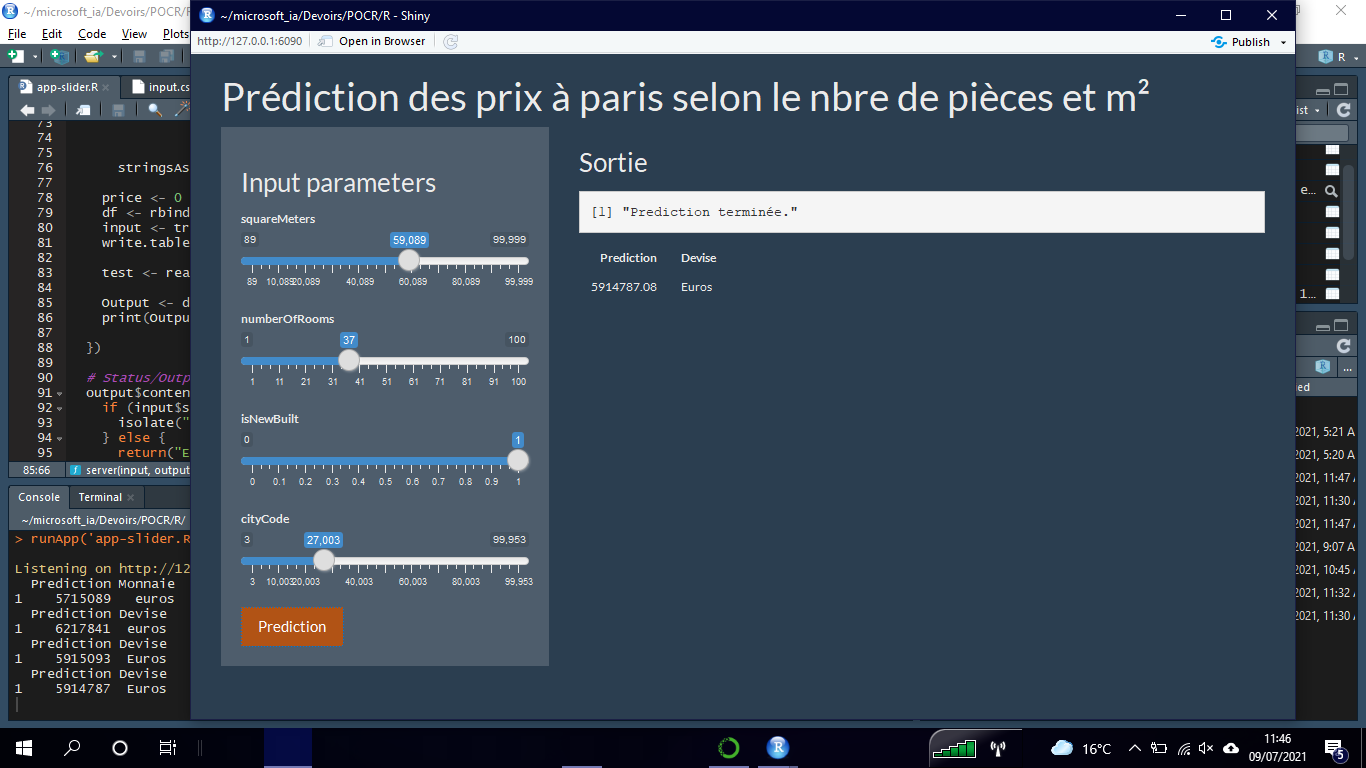 ~/microsoft_ia/Devoirs/POCR/R
~/microsoft_ia/Devoirs/POCR/R - Shiny
File Edit Code View Plots
http://127.0.0.1:6090 Open in Browser Publish
R
app-slider.R
input.cs
Prédiction des prix à paris selon le nbre de pièces et m²
73
74
75
76 stringsAs
77
78 price <- 0
79 df <- rbind
80 input <- tr
81 write.table
82
83 test <- rea
84
85 Output <- d
86 print(Outpu
87
88 })
89
90 # Status/Outp
91 output$conten
92 if (input$s
93 isolate("
94 } else {
95 return("E
85:66 server(input, output
Console Terminal
~/microsoft_ia/Devoirs/POCR/R/
> runApp('app-slider.R
Listening on http://12
Prediction Monnaie
1 5715089 euros
Prediction Devise
1 6217841 euros
Prediction Devise
1 5915093 Euros
Prediction Devise
1 5914787 Euros
Input parameters
squareMeters
89 59,089 99,999
89 10,089 20,089 40,089 60,089 80,089 99,999
numberOfRooms
1 37 100
1 11 21 31 41 51 61 71 81 91 100
isNewBuilt
0 1
0 0.1 0.2 0.3 0.4 0.5 0.6 0.7 0.8 0.9 1
cityCode
3 27,003 99,953
3 10,003 20,003 40,003 60,003 80,003 99,953
Prediction
Sortie
[1] "Prediction terminée."
Prediction Devise
5914787.08 Euros
ist
e...
1...
...
ed
2021, 5:21 A
2021, 5:20 A
2021, 11:47
2021, 11:30
2021, 11:47
2021, 9:07 A
2021, 10:45
2021, 11:32
2021, 11:30
16°C
11:46
09/07/2021
5